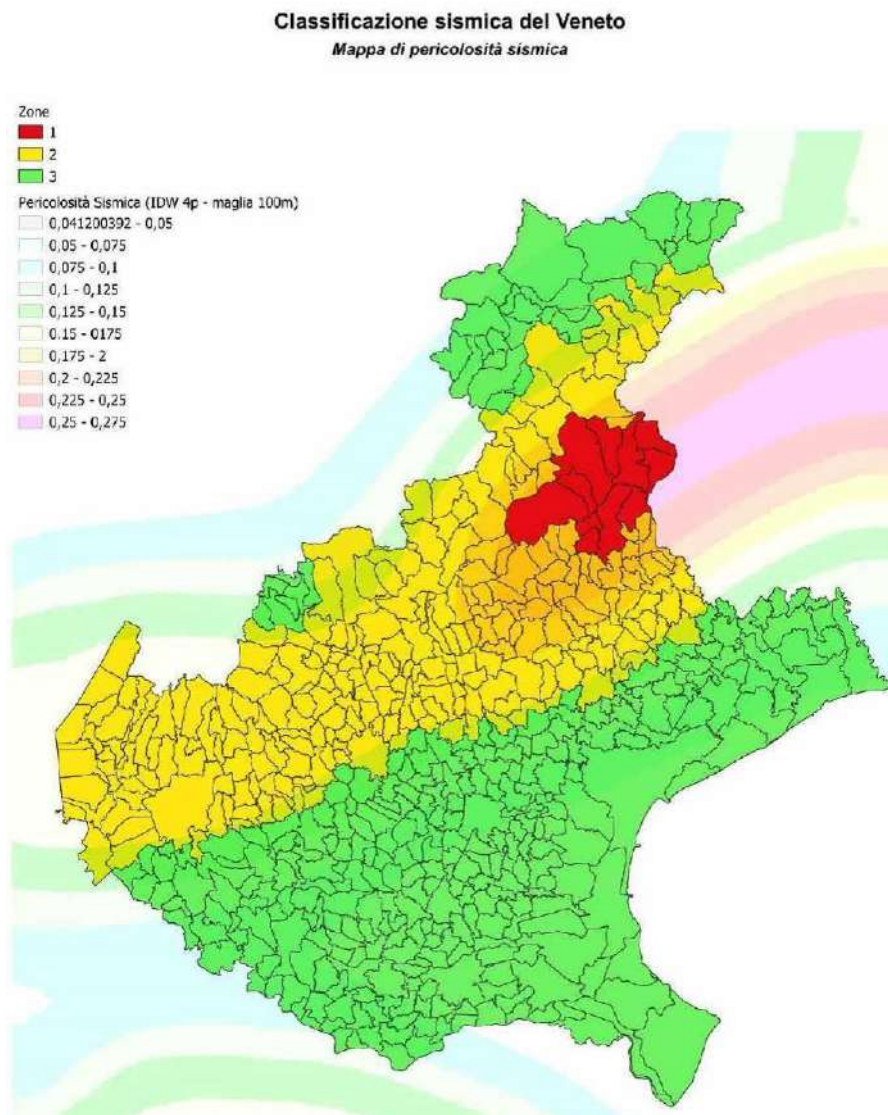 Classificazione sismica del Veneto
Mappa di pericolosità sismica
Zone
1
2
3
Pericolosità Sismica (IDW 4p - maglia 100m)
0,041200392 - 0,05
0,05 - 0,075
0,075 - 0,1
0,1 - 0,125
0,125 - 0,15
0.15 - 0175
0,175 - 2
0,2 - 0,225
0,225 - 0,25
0,25 - 0,275